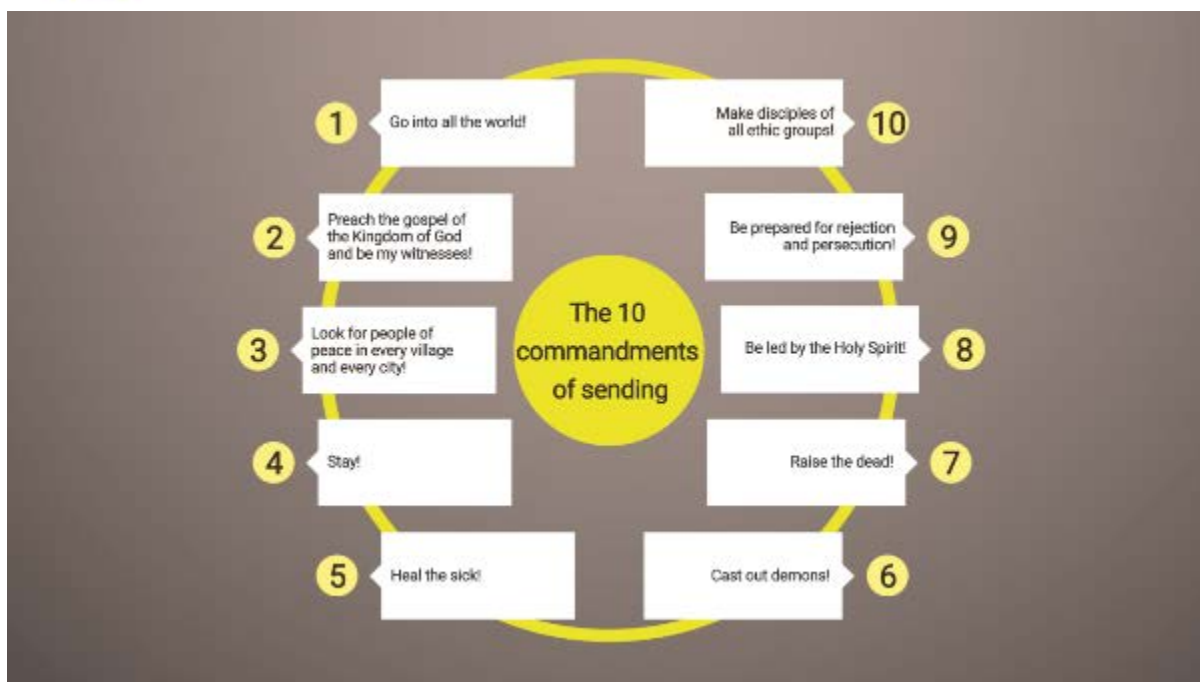 The 10
commandments
of sending
1
Go into all the world!
2
Preach the gospel of
the Kingdom of God
and be my witnesses!
3
Look for people of
peace in every village
and every city!
4
Stay!
5
Heal the sick!
6
Cast out demons!
7
Raise the dead!
8
Be led by the Holy Spirit!
9
Be prepared for rejection
and persecution!
10
Make disciples of
all ethic groups!